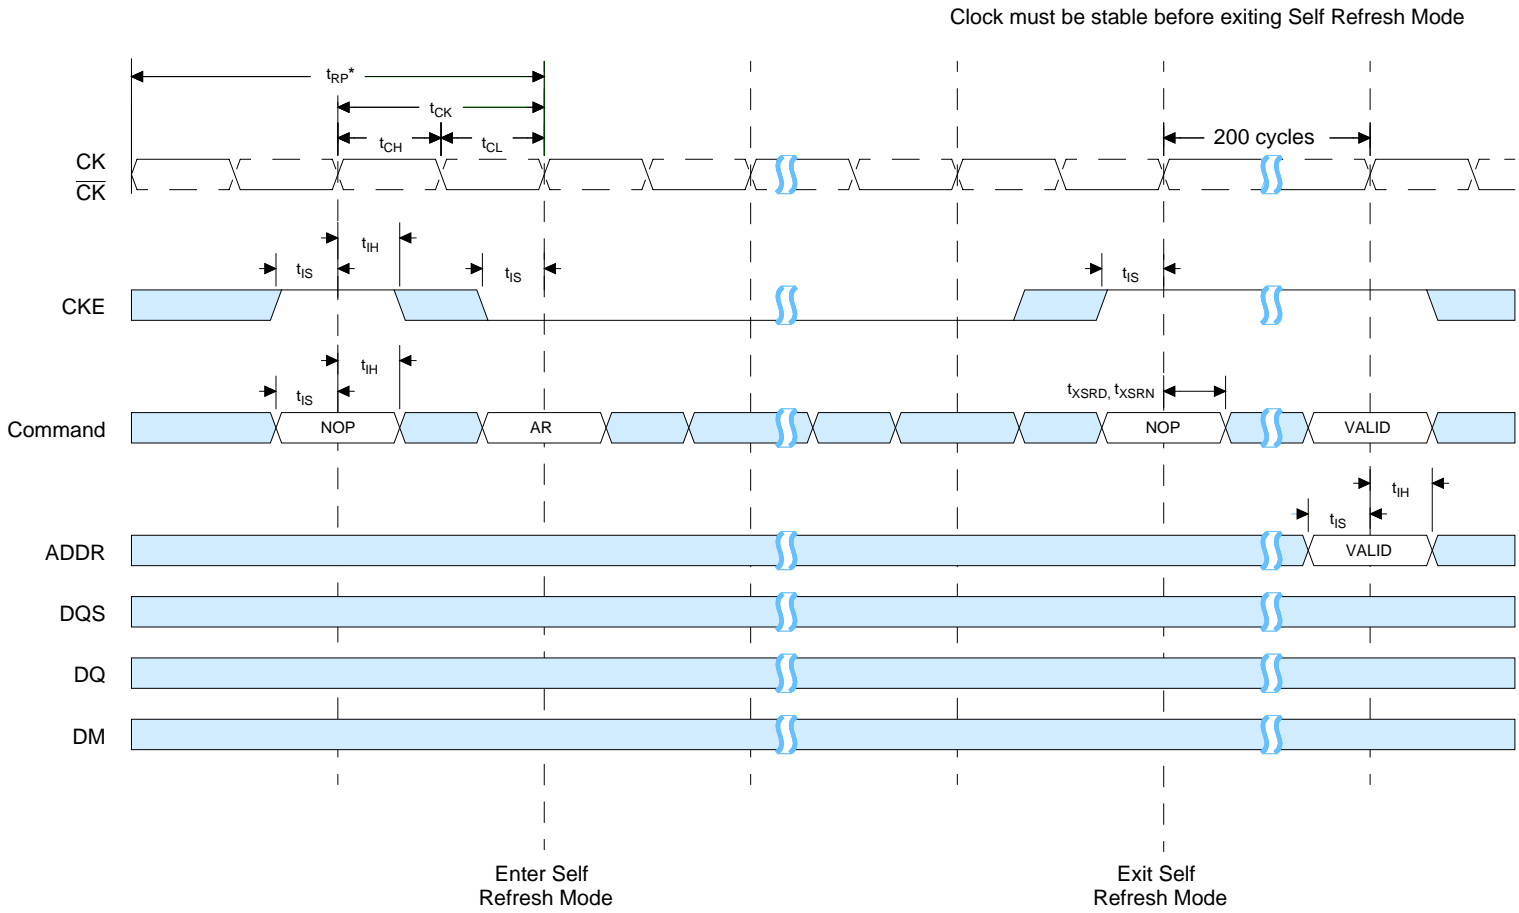 Clock must be stable before exiting Self Refresh Mode
tRP*
tCK
tCH
tCL
200 cycles
CK
CK
tIH
tIS
tIS
tIS
CKE
tIH
tIS
tXSRD, tXSRN
Command
NOP
AR
NOP
VALID
tIH
tIS
ADDR
VALID
DQS
DQ
DM
Enter Self
Refresh Mode
Exit Self
Refresh Mode